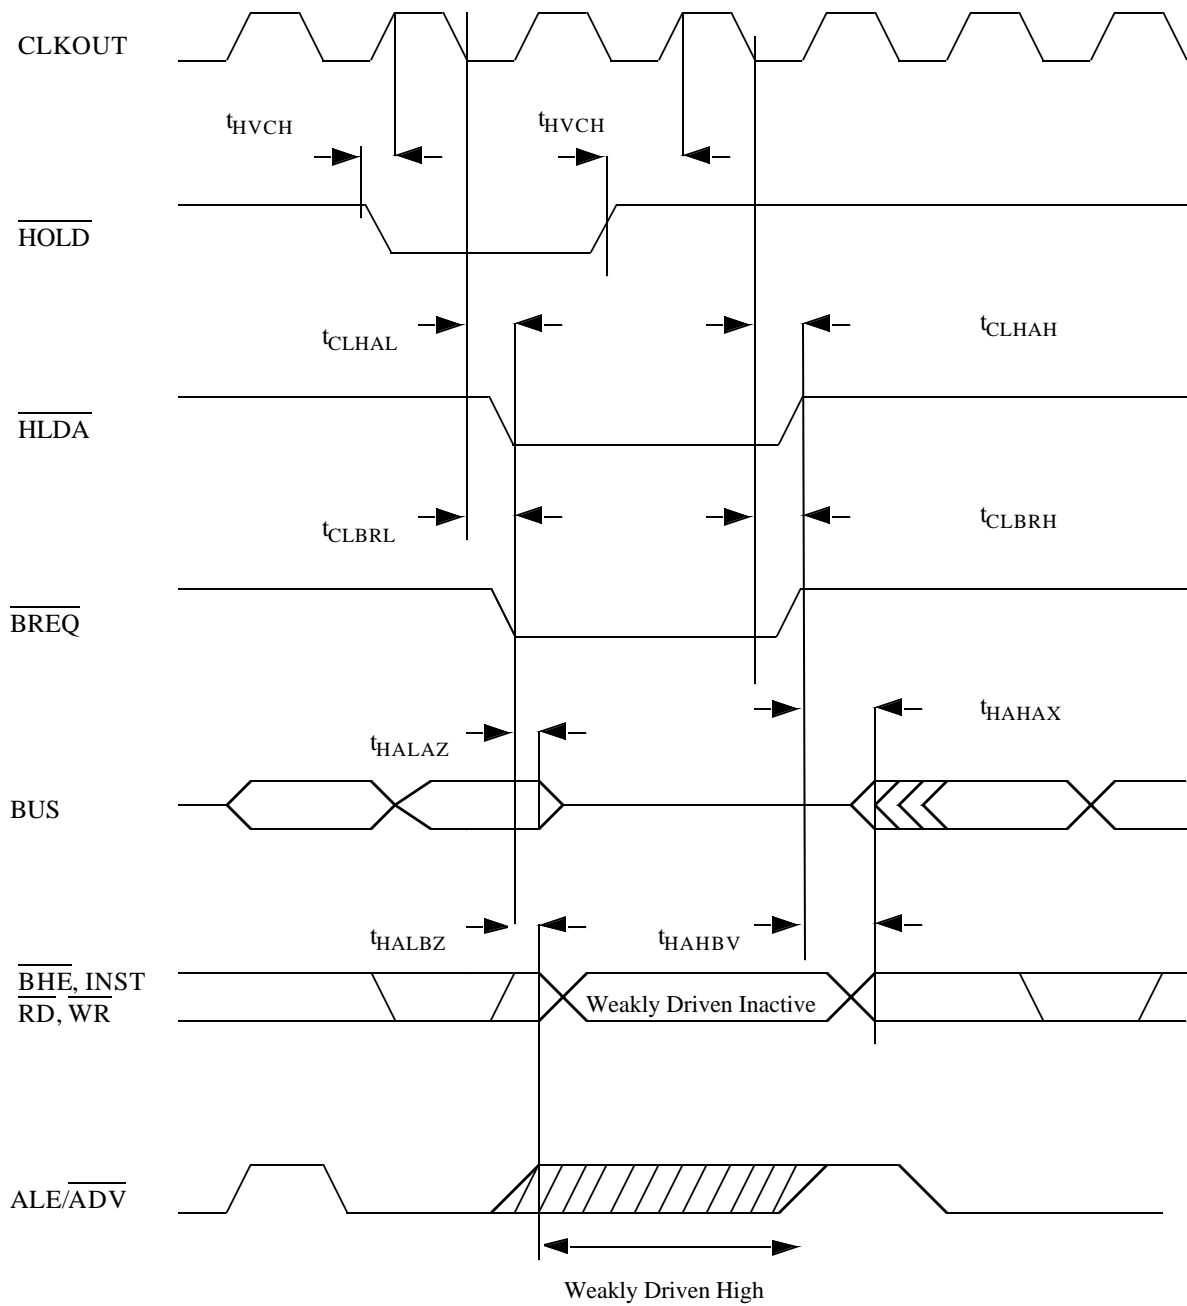 CLKOUT
tHVCH tHVCH
HOLD
tCLHAL tCLHAH
HLDA
tCLBRL tCLBRH
BREQ
tHAHAX
tHALAZ
BUS
tHALBZ tHAHBV
BHE, INST
RD, WR
Weakly Driven Inactive
ALE/ADV
Weakly Driven High